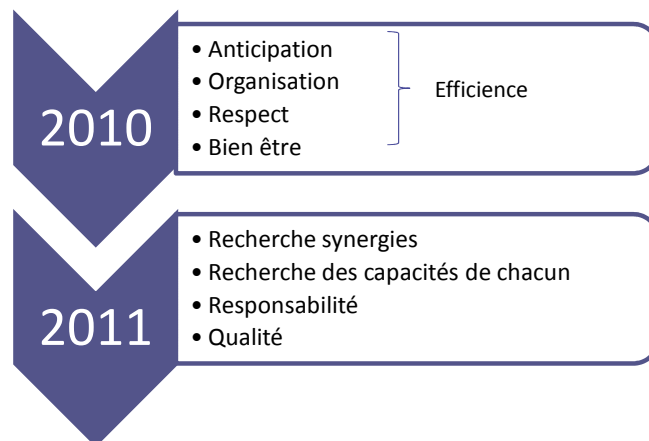 2010
• Anticipation
• Organisation
• Respect
• Bien être
Efficience
2011
• Recherche synergies
• Recherche des capacités de chacun
• Responsabilité
• Qualité